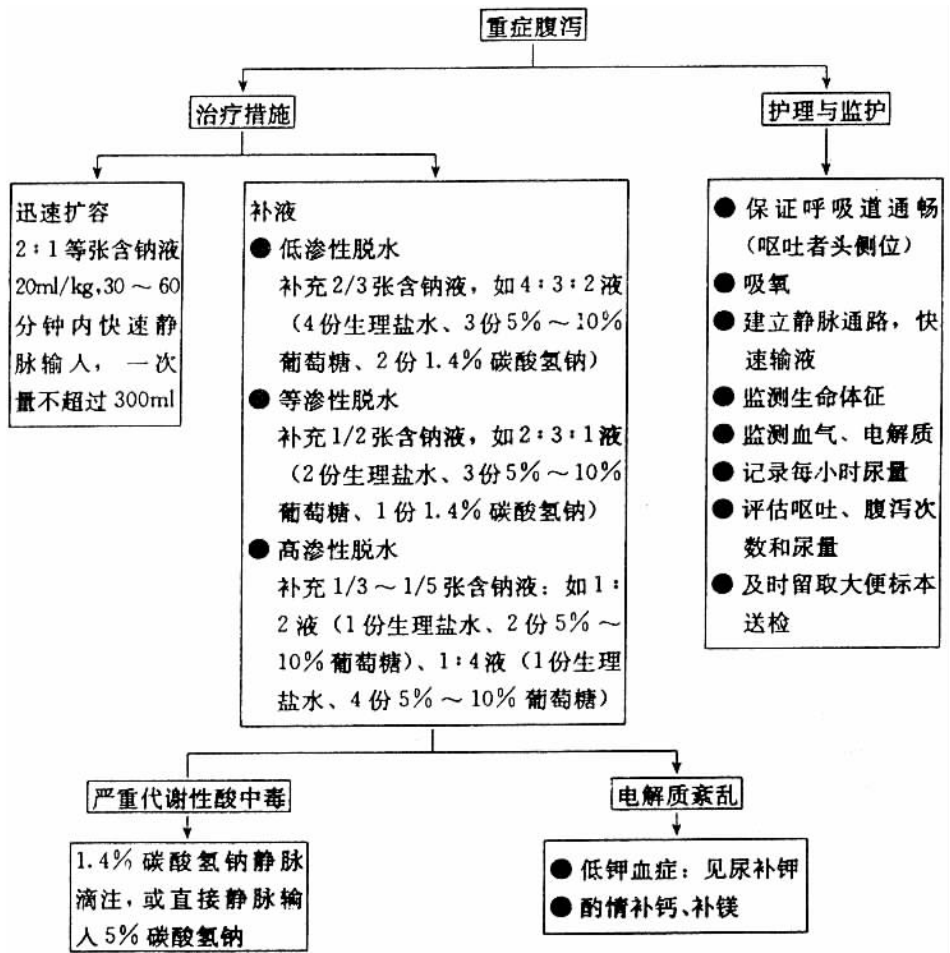 重症腹泻
治疗措施
护理与监护
迅速扩容
2:1等张含钠液
20ml/kg,30～60
分钟内快速静
脉输人，一次
量不超过300ml
补液
● 低渗性脱水
补充2/3张含钠液，如4:3:2液
（4份生理盐水、3份5%～10%
葡萄糖、2份1.4%碳酸氢钠）
● 等渗性脱水
补充1/2张含钠液，如2:3:1液
（2份生理盐水、3份5%～10%
葡萄糖、1份1.4%碳酸氢钠）
● 高渗性脱水
补充1/3～1/5张含钠液：如1:
2液（1份生理盐水、2份5%～
10%葡萄糖）、1:4液（1份生理
盐水、4份5%～10%葡萄糖）
● 保证呼吸道通畅
（呕吐者头侧位）
● 吸氧
● 建立静脉通路，快
速输液
● 监测生命体征
● 监测血气、电解质
● 记录每小时尿量
● 评估呕吐、腹泻次
数和尿量
● 及时留取大便标本
送检
严重代谢性酸中毒
电解质紊乱
1.4%碳酸氢钠静脉
滴注，或直接静脉输
人5%碳酸氢钠
● 低钾血症：见尿补钾
● 酌情补钙、补镁